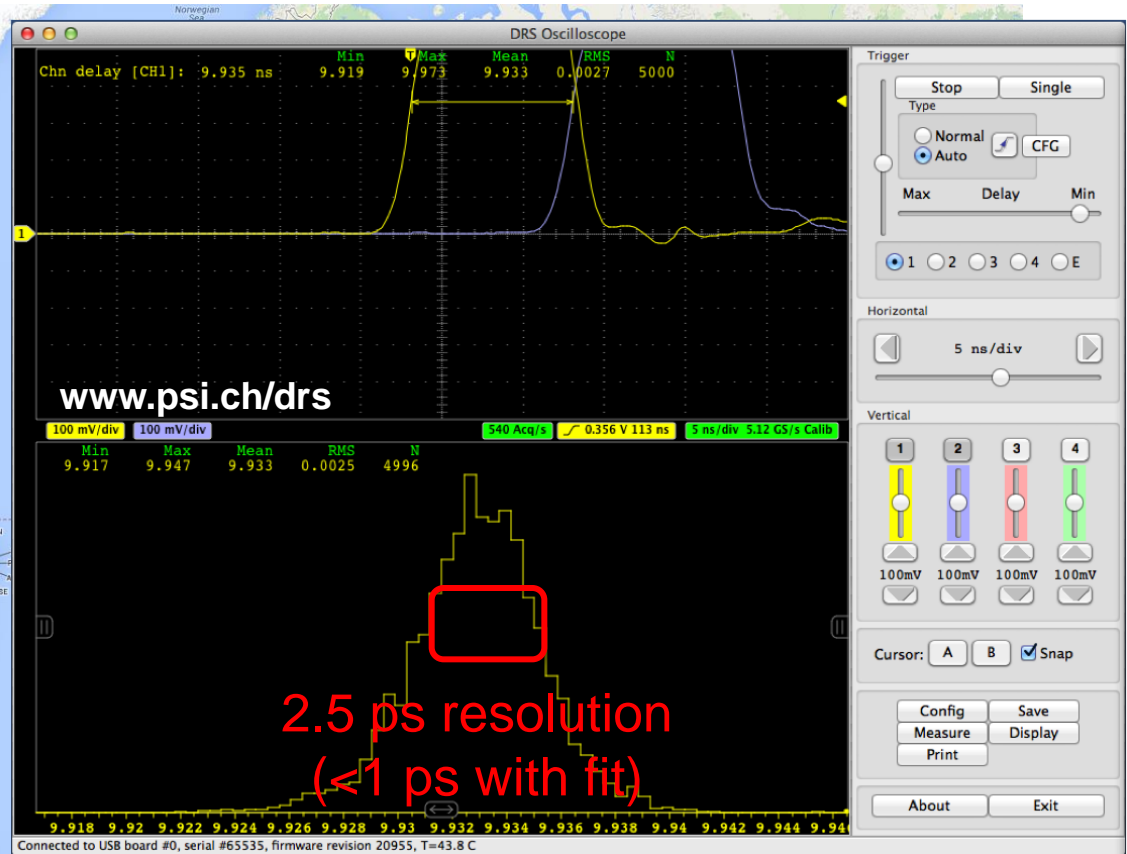 Norwegian
Sea
DRS Oscilloscope
Min Max Mean RMS N
Chn delay [CH1]: 9.935 ns 9.919 9.973 9.933 0.0027 5000
T
1
www.psi.ch/drs
100 mV/div 100 mV/div 540 Acq/s 0.356 V 113 ns 5 ns/div 5.12 GS/s Calib
Min Max Mean RMS N
9.917 9.947 9.933 0.0025 4996
2.5 ps resolution
(<1 ps with fit)
9.918 9.92 9.922 9.924 9.926 9.928 9.93 9.932 9.934 9.936 9.938 9.94 9.942 9.944
Connected to USB board #0, serial #65535, firmware revision 20955, T=43.8 C
Trigger
Stop Single
Type
Normal
Auto
CFG
Max Delay Min
1 2 3 4 E
Horizontal
5 ns/div
Vertical
1 2 3 4
100mV 100mV 100mV 100mV
Cursor: A B Snap
Config Save
Measure Display
Print
About Exit